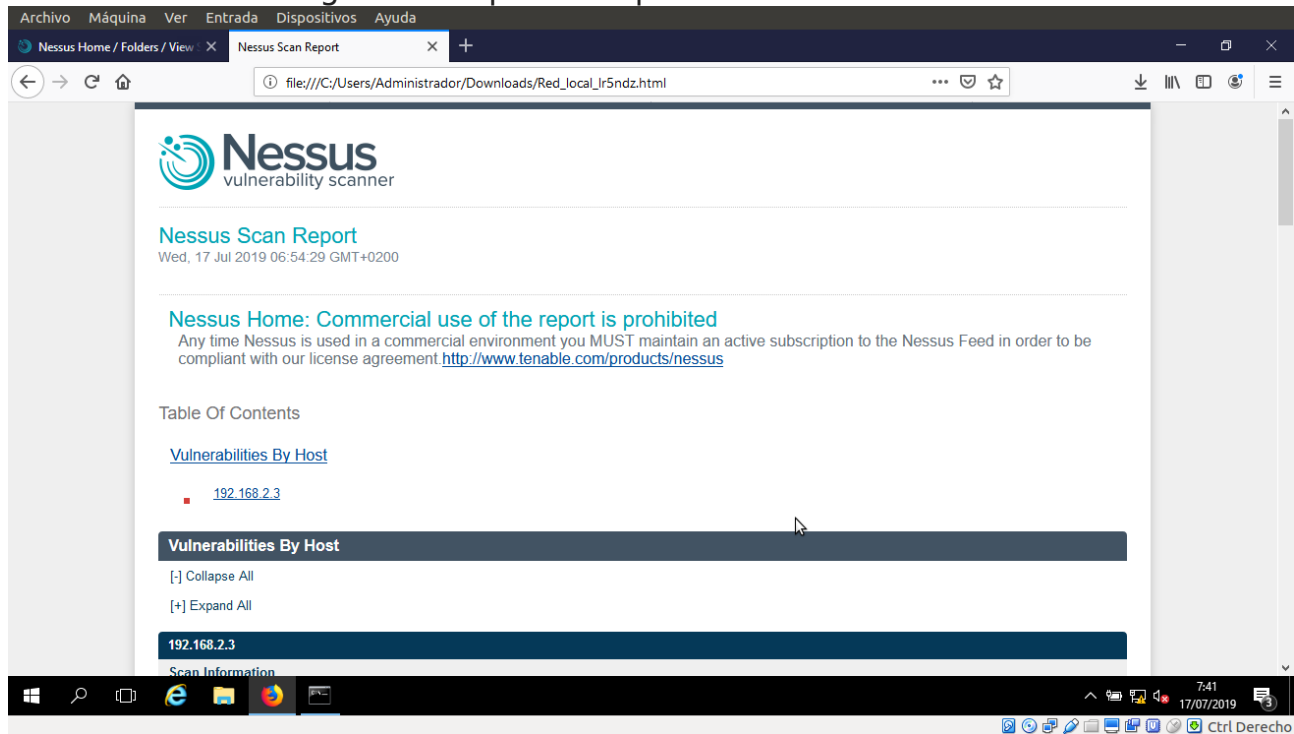 Archivo Máquina Ver Entrada Dispositivos Ayuda
Nessus Home / Folders / View
Nessus Scan Report
file:///C:/Users/Administrador/Downloads/Red_local_lr5ndz.html
Nessus
vulnerability scanner
Nessus Scan Report
Wed, 17 Jul 2019 06:54:29 GMT+0200
Nessus Home: Commercial use of the report is prohibited
Any time Nessus is used in a commercial environment you MUST maintain an active subscription to the Nessus Feed in order to be
compliant with our license agreement.http://www.tenable.com/products/nessus
Table Of Contents
Vulnerabilities By Host
192.168.2.3
Vulnerabilities By Host
[-] Collapse All
[+] Expand All
192.168.2.3
Scan Information
7:41
17/07/2019
3
Ctrl Derecho